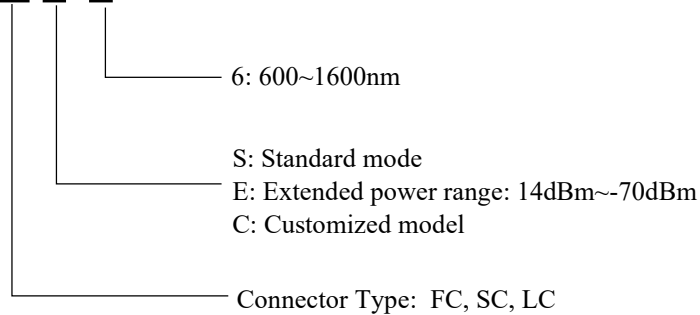 6: 600~1600nm
S: Standard mode
E: Extended power range: 14dBm~-70dBm
C: Customized model
Connector Type: FC, SC, LC